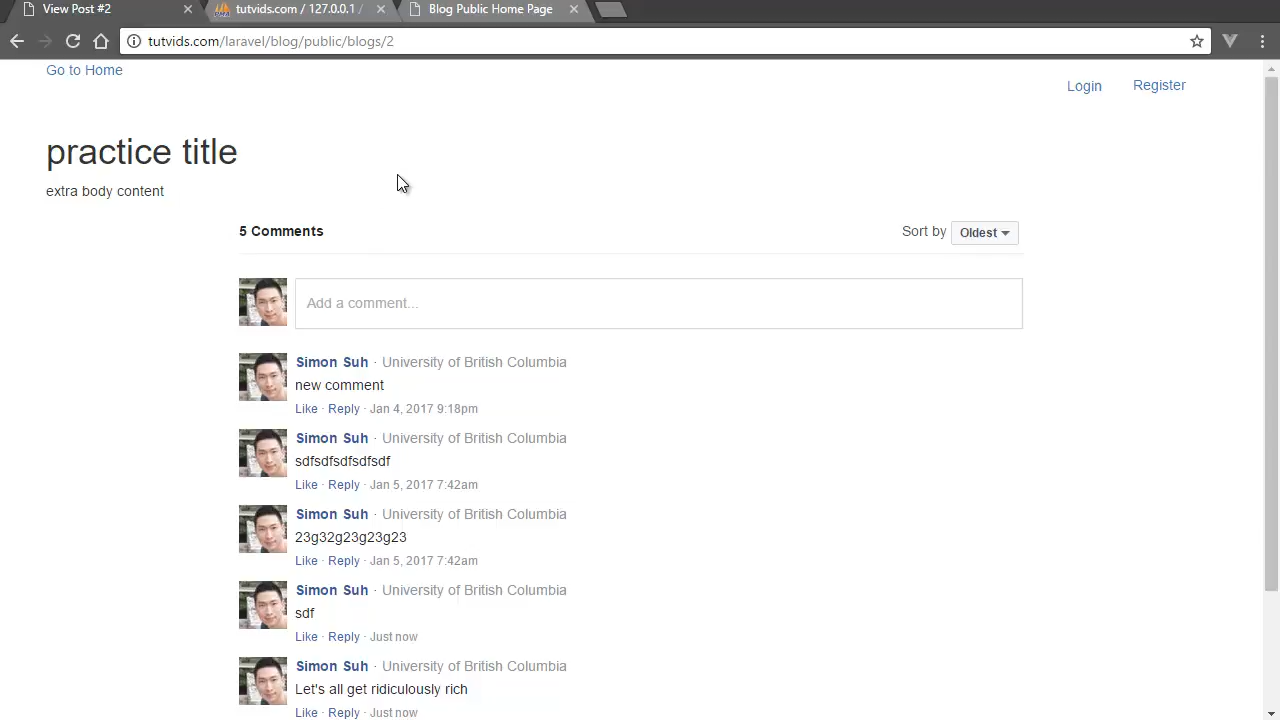 View Post #2
tutvids.com / 127.0.0.1 /
Blog Public Home Page
tutvids.com/laravel/blog/public/blogs/2
Go to Home
Login
Register
practice title
extra body content
5 Comments
Sort by Oldest
Add a comment...
Simon Suh · University of British Columbia
new comment
Like · Reply · Jan 4, 2017 9:18pm
Simon Suh · University of British Columbia
sdfsdfsdfsdfsdf
Like · Reply · Jan 5, 2017 7:42am
Simon Suh · University of British Columbia
23g32g23g23g23
Like · Reply · Jan 5, 2017 7:42am
Simon Suh · University of British Columbia
sdf
Like · Reply · Just now
Simon Suh · University of British Columbia
Let's all get ridiculously rich
Like · Reply · Just now